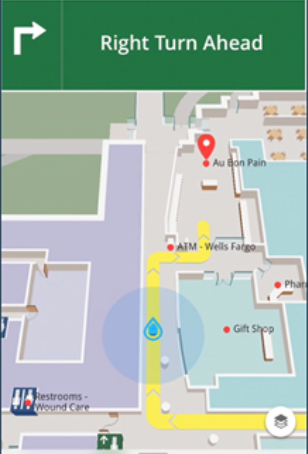 Right Turn Ahead
Au Bon Pain
ATM - Wells Fargo
Phar
Gift Shop
Restrooms -
Wound Care